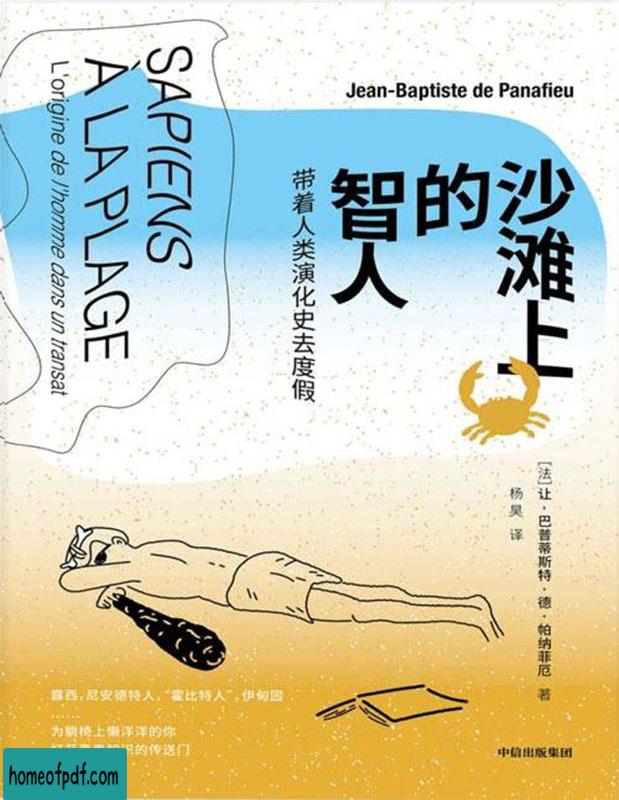 Jean-Baptiste de Panafieu
SAPIENS
À LA PLAGE
L'origine de l'homme dans un transat
沙滩上
的
智人
带着人类演化史去度假
[法]让·巴普蒂斯特·德·帕纳菲厄 著
杨昊 译
露西，尼安德特人，“霍比特人”，伊甸园
……
为躺椅上懒洋洋的你
的传送门
中信出版集团
homeofpdf.com